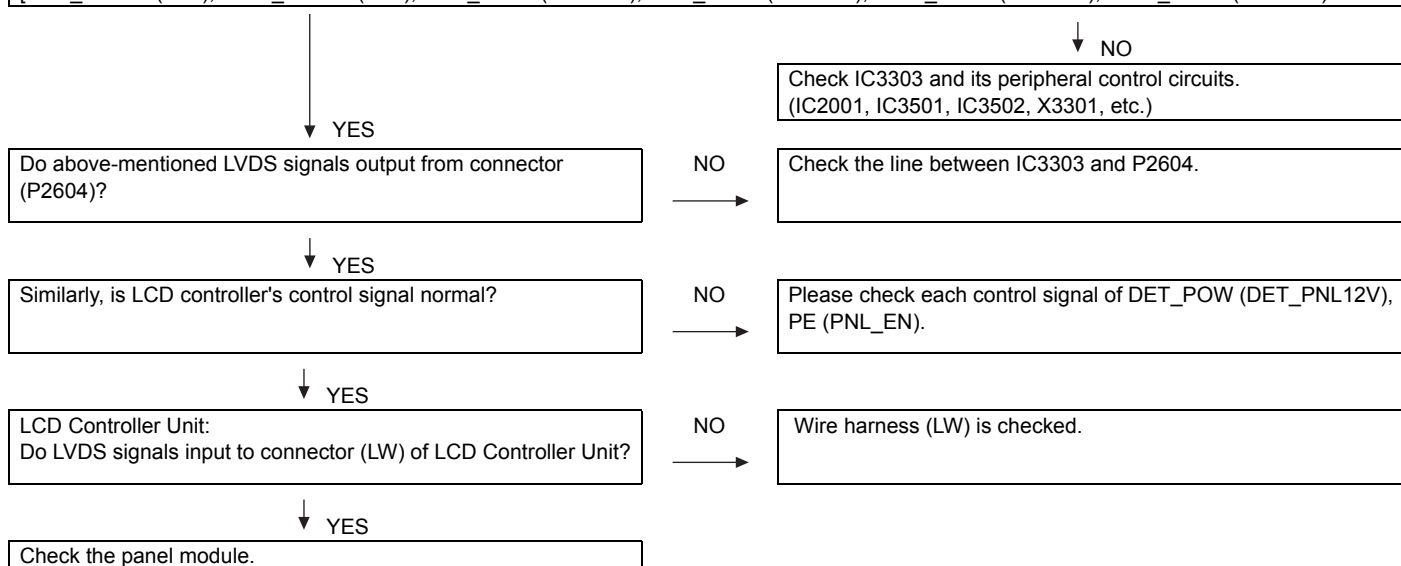 NO
Check IC3303 and its peripheral control circuits.
(IC2001, IC3501, IC3502, X3301, etc.)
YES
Do above-mentioned LVDS signals output from connector
(P2604)?
NO
Check the line between IC3303 and P2604.
YES
Similarly, is LCD controller's control signal normal?
NO
Please check each control signal of DET_POW (DET_PNL12V),
PE (PNL_EN).
YES
LCD Controller Unit:
Do LVDS signals input to connector (LW) of LCD Controller Unit?
NO
Wire harness (LW) is checked.
YES
Check the panel module.